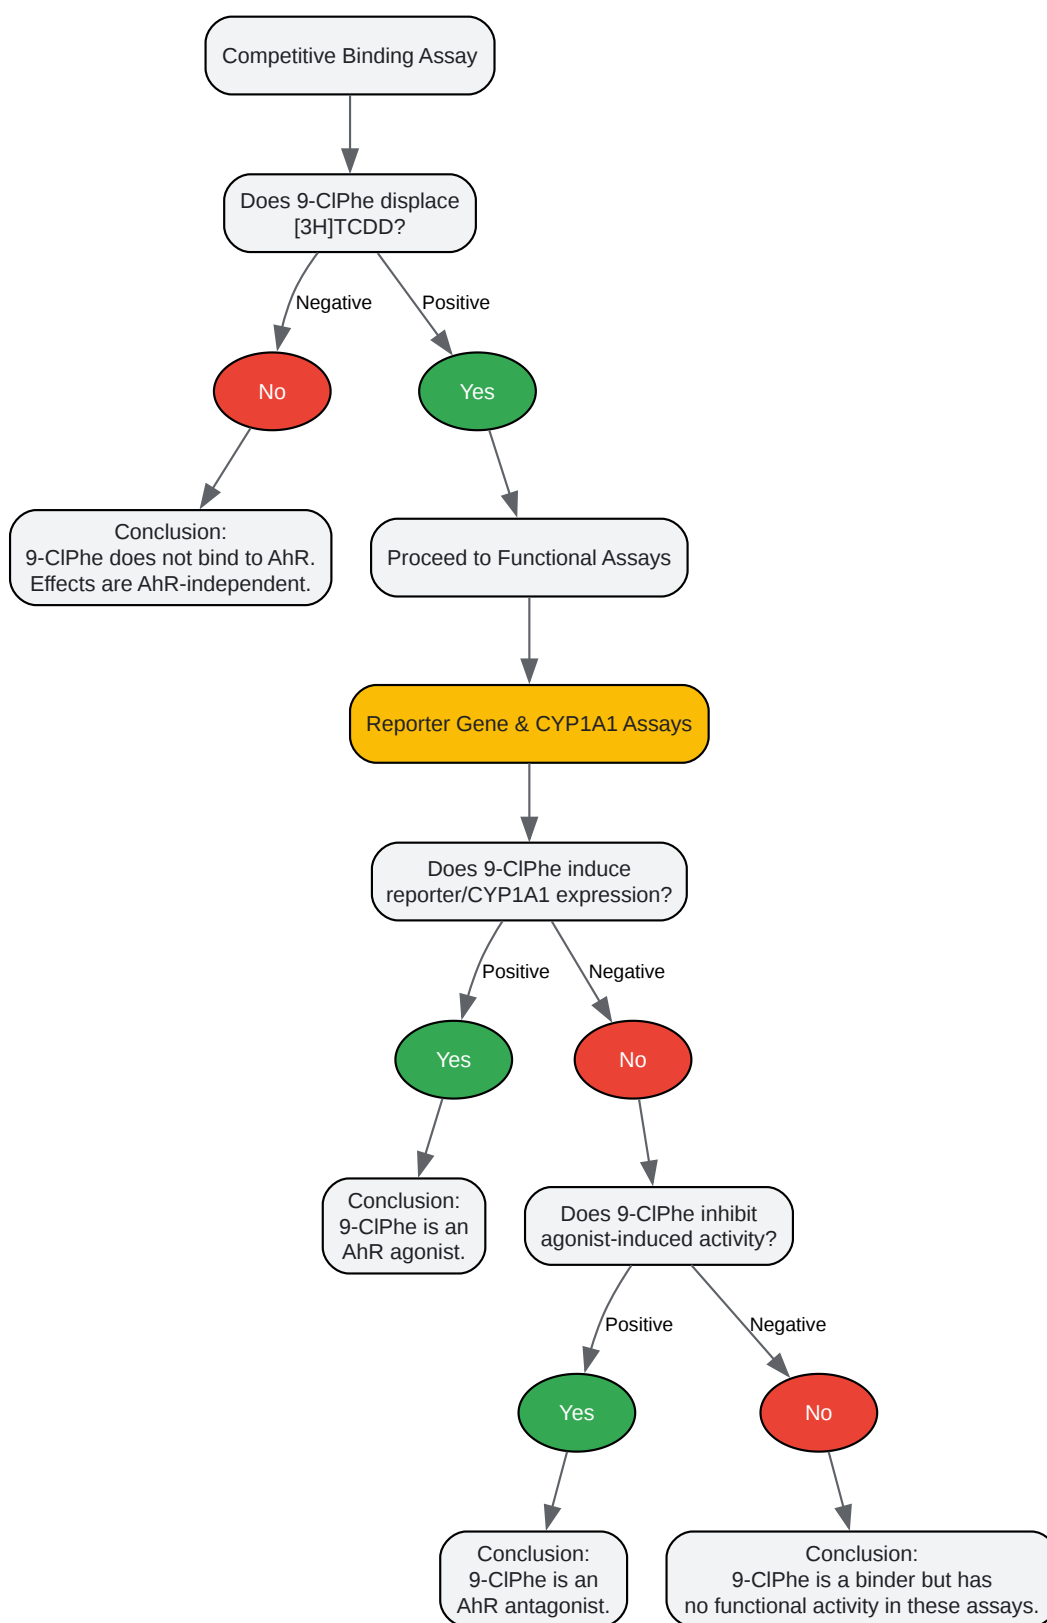 Competitive Binding Assay
Does 9-ClPhe displace
[3H]TCDD?
Negative
Positive
No
Yes
Conclusion:
9-ClPhe does not bind to AhR.
Effects are AhR-independent.
Proceed to Functional Assays
Reporter Gene & CYP1A1 Assays
Does 9-ClPhe induce
reporter/CYP1A1 expression?
Positive
Negative
Yes
No
Conclusion:
9-ClPhe is an
AhR agonist.
Does 9-ClPhe inhibit
agonist-induced activity?
Positive
Negative
Yes
No
Conclusion:
9-ClPhe is an
AhR antagonist.
Conclusion:
9-ClPhe is a binder but has
no functional activity in these assays.